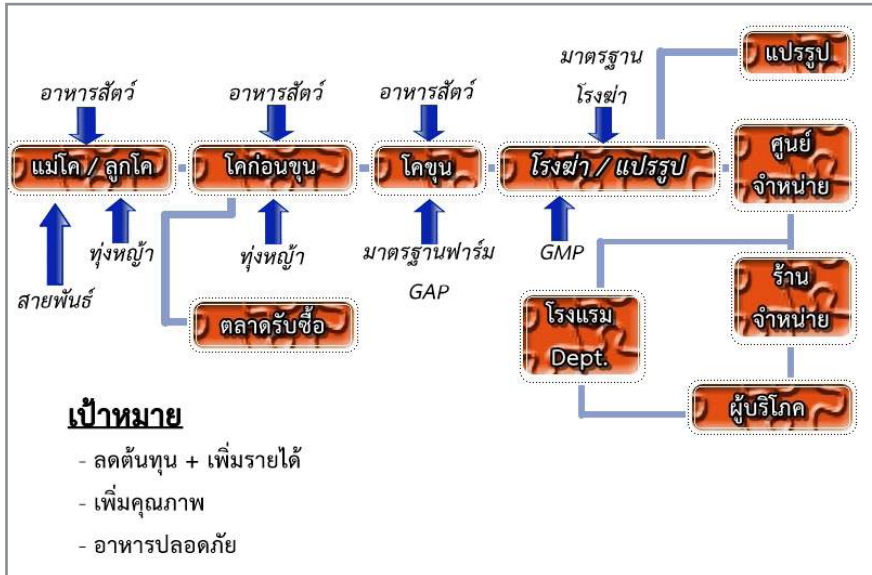 มาตรฐาน
โรงฆ่า
แปรรูป
อาหารสัตว์
อาหารสัตว์
อาหารสัตว์
แม่โค / ลูกโค
โคก่อนขุน
โคขุน
โรงฆ่า / แปรรูป
ศูนย์
จำหน่าย
ทุ่งหญ้า
ทุ่งหญ้า
มาตรฐานฟาร์ม
GAP
GMP
สายพันธ์
ตลาดรับซื้อ
โรงแรม
Dept.
ร้าน
จำหน่าย
ผู้บริโภค
เป้าหมาย
- ลดต้นทุน + เพิ่มรายได้
- เพิ่มคุณภาพ
- อาหารปลอดภัย